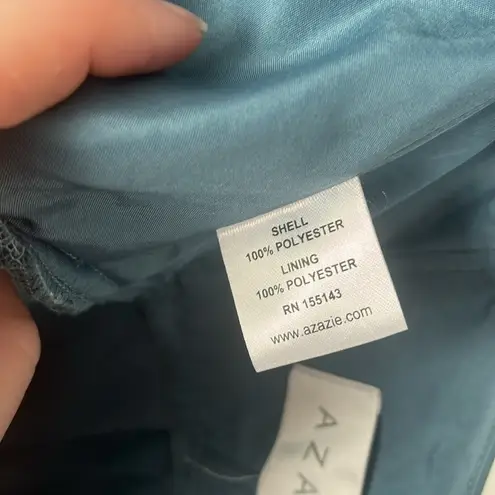 SHELL
100% POLYESTER
LINING
100% POLYESTER
RN 155143
www.azazie.com
AZA